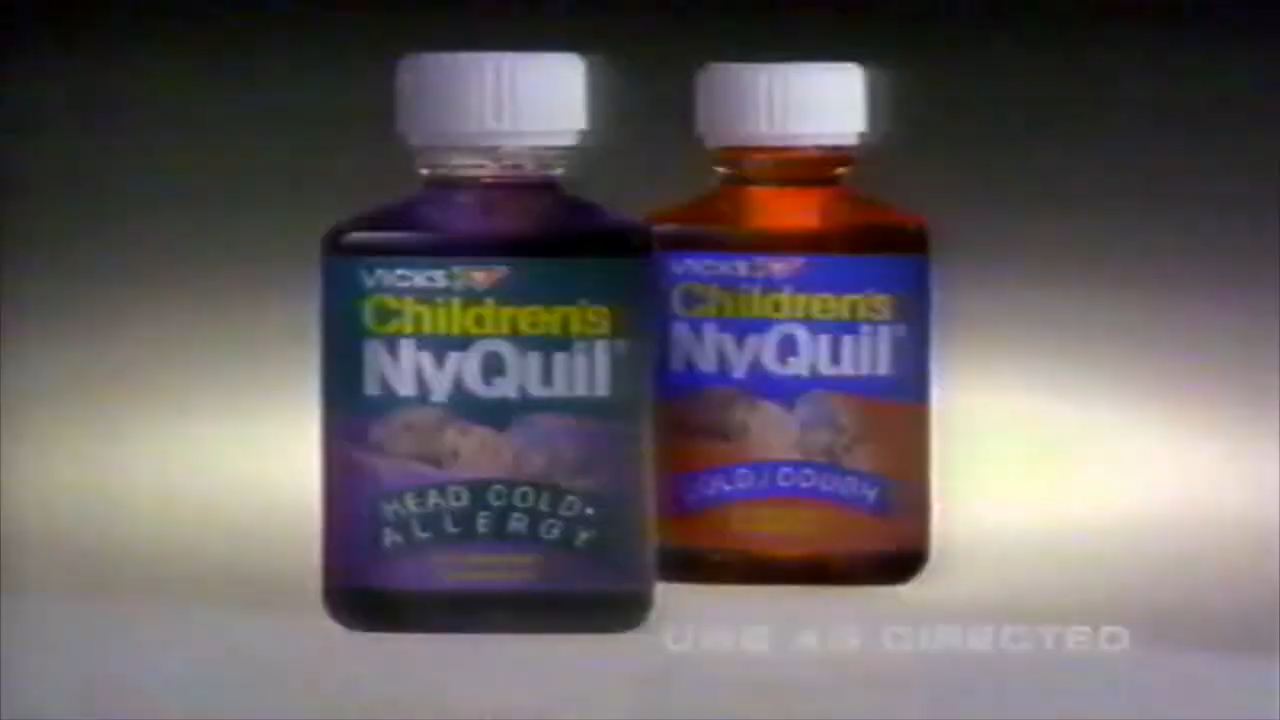 VICKS
Children's
NyQuil
HEAD COLD•
ALLERGY
VICKS
Children's
NyQuil
COLD/COUGH
USE AS DIRECTED